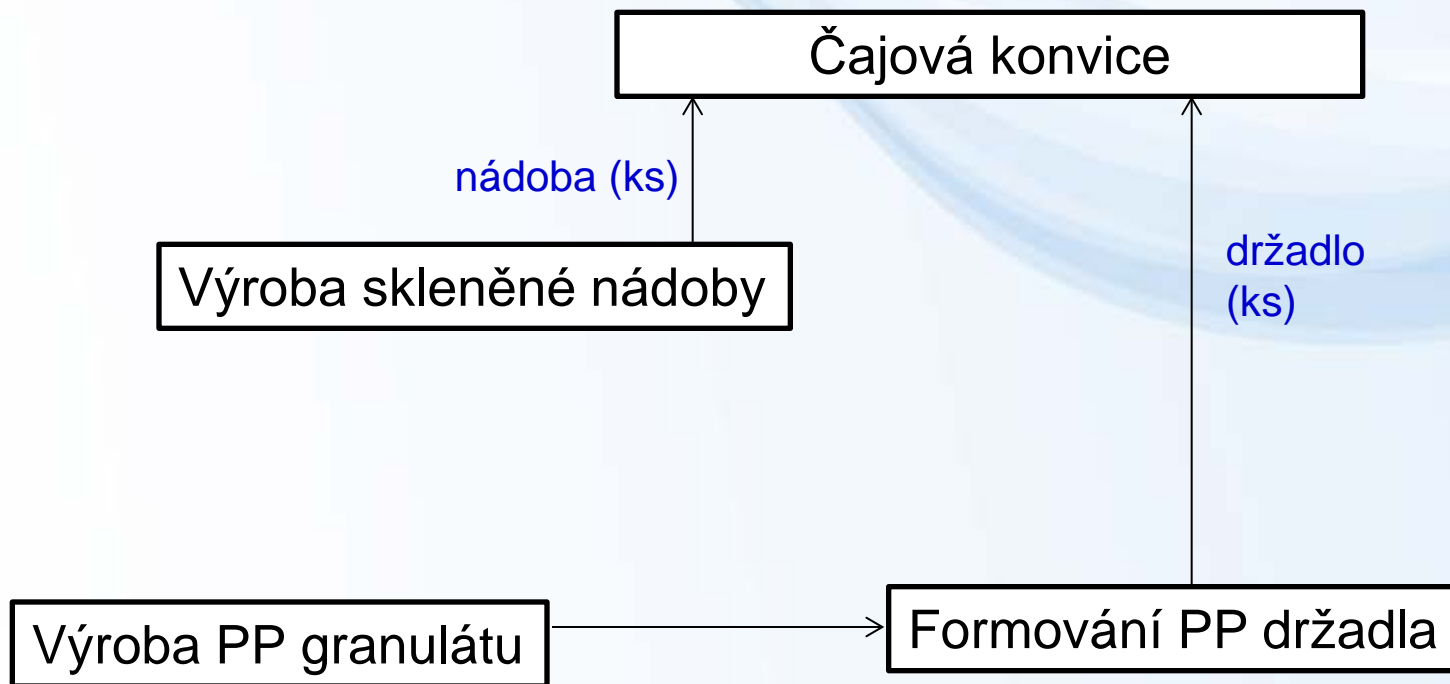 Čajová konvice
nádoba (ks)
držadlo
(ks)
Výroba skleněné nádoby
Výroba PP granulátu
Formování PP držadla